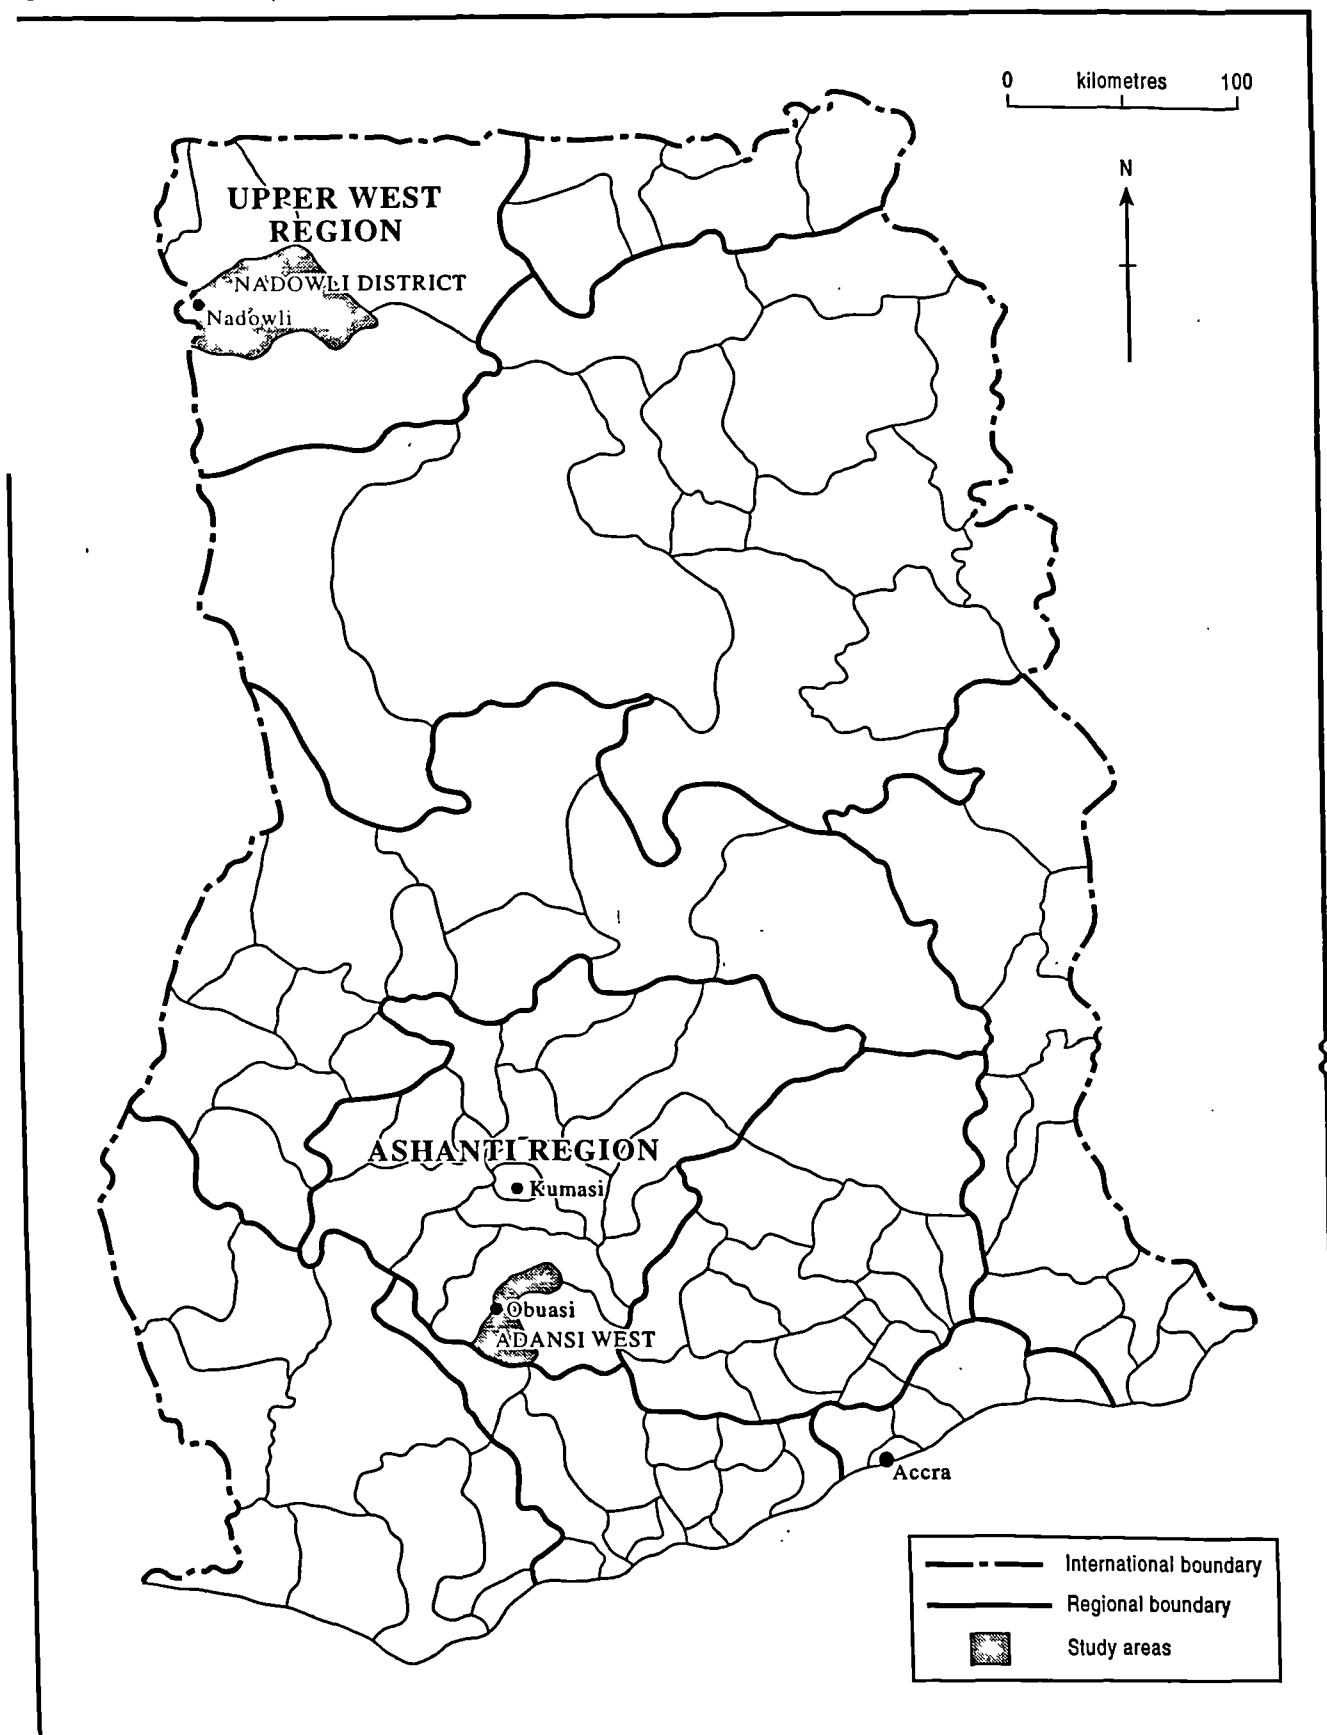 0 kilometres 100
N
UPPER WEST
REGION
NADOWLI DISTRICT
Nadowli
ASHANTI REGION
Kumasi
Obuasi
ADANSI WEST
Accra
International boundary
Regional boundary
Study areas